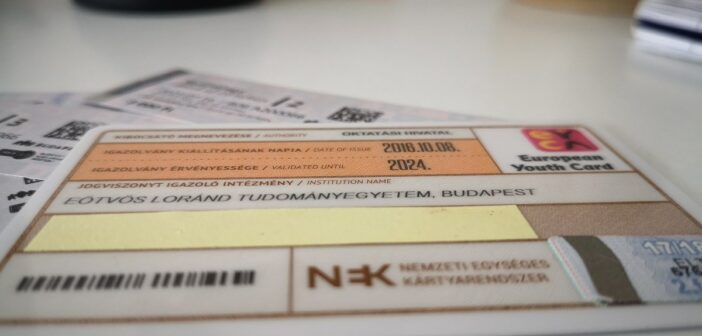 KIBOCSÁTÓ MEGNEVEZÉSE / AUTHORITY OKTATÁSI HIVATAL
IGAZOLVÁNY KIÁLLÍTÁSÁNAK NAPJA / DATE OF ISSUE 2018.10.08.
IGAZOLVÁNY ÉRVÉNYESSÉGE / VALIDATED UNTIL 2024.
European
Youth Card
JOGVISZONYT IGAZOLÓ INTÉZMÉNY / INSTITUTION NAME
EÖTVÖS LORÁND TUDOMÁNYEGYETEM, BUDAPEST
NEK NEMZETI EGYSÉGES
KÁRTYARENDSZER